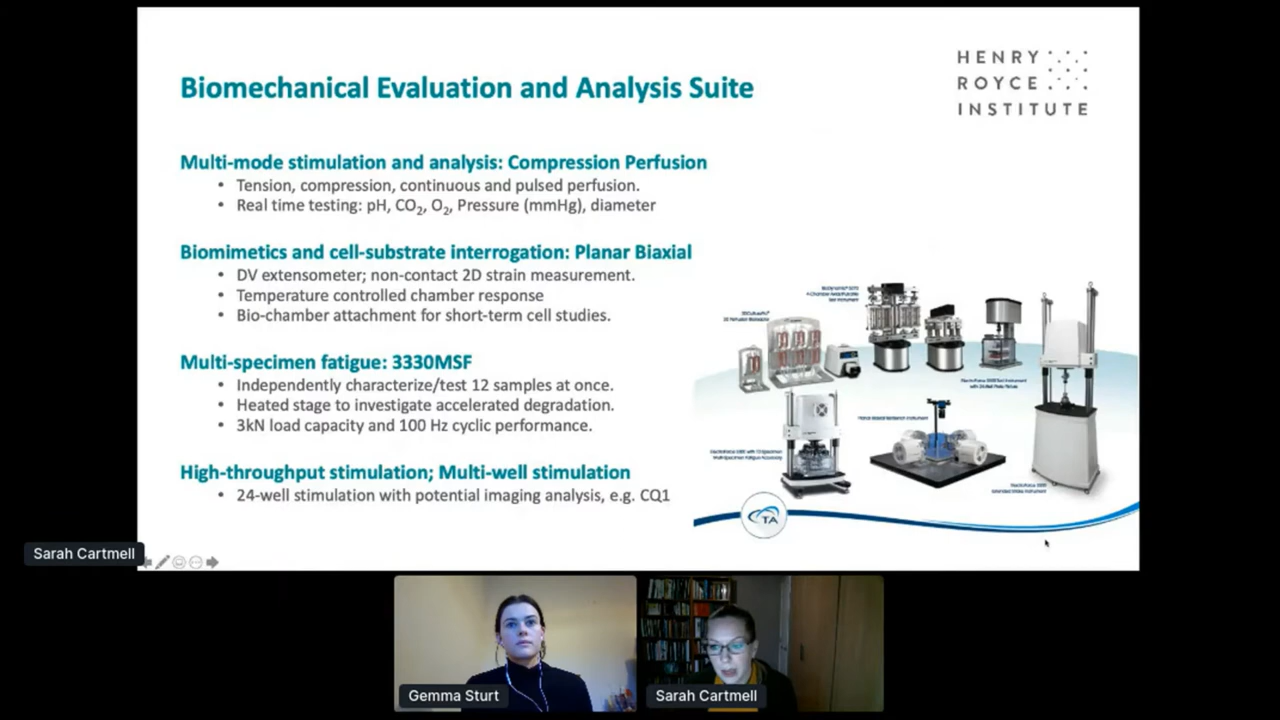 HENRY
ROYCE
INSTITUTE
Biomechanical Evaluation and Analysis Suite
Multi-mode stimulation and analysis: Compression Perfusion
• Tension, compression, continuous and pulsed perfusion.
• Real time testing: pH, CO₂, O₂, Pressure (mmHg), diameter
Biomimetics and cell-substrate interrogation: Planar Biaxial
• DV extensometer; non-contact 2D strain measurement.
• Temperature controlled chamber response
• Bio-chamber attachment for short-term cell studies.
Multi-specimen fatigue: 3330MSF
• Independently characterize/test 12 samples at once.
• Heated stage to investigate accelerated degradation.
• 3kN load capacity and 100 Hz cyclic performance.
High-throughput stimulation; Multi-well stimulation
• 24-well stimulation with potential imaging analysis, e.g. CQ1
TA
Sarah Cartmell
Gemma Sturt
Sarah Cartmell